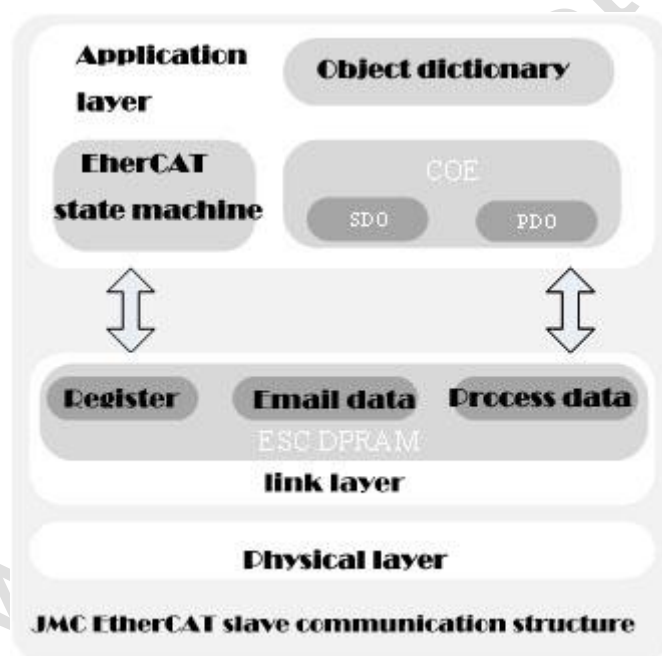 Application
layer
Object dictionary
EherCAT
state machine
COE
SDO
PDO
Register
Email data
Process data
ESC DPRAM
link layer
Physical layer
JMC EtherCAT slave communication structure